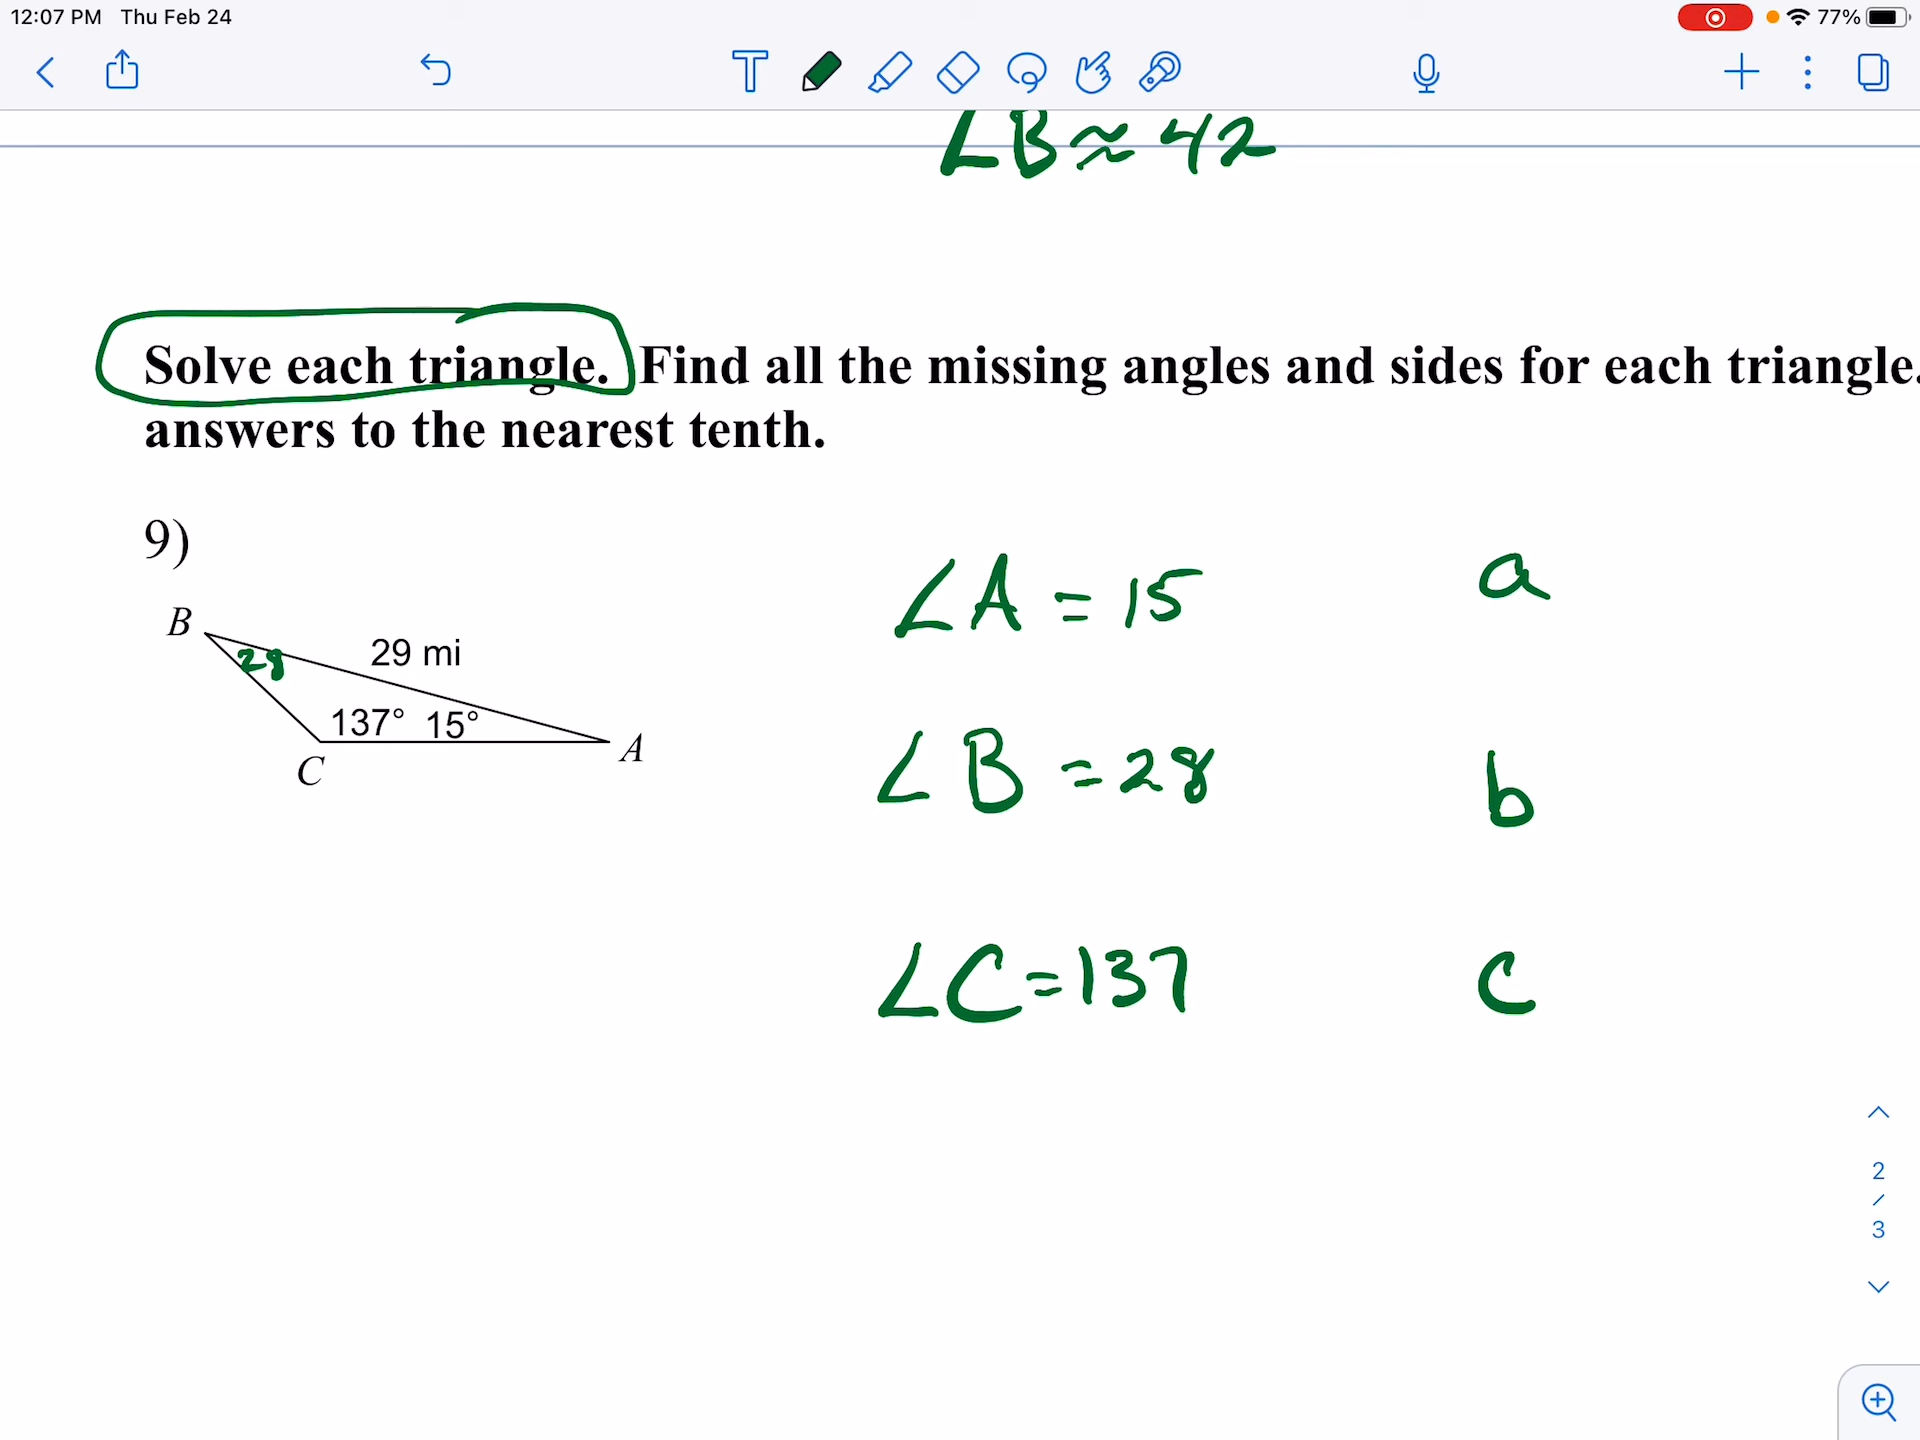 12:07 PM Thu Feb 24 77%
T
∠B ≈ 42
Solve each triangle. Find all the missing angles and sides for each triangle.
answers to the nearest tenth.
9)
∠A = 15 a
B 29 mi
28
137° 15°
C A
∠B = 28 b
∠C = 137 c
2
/
3